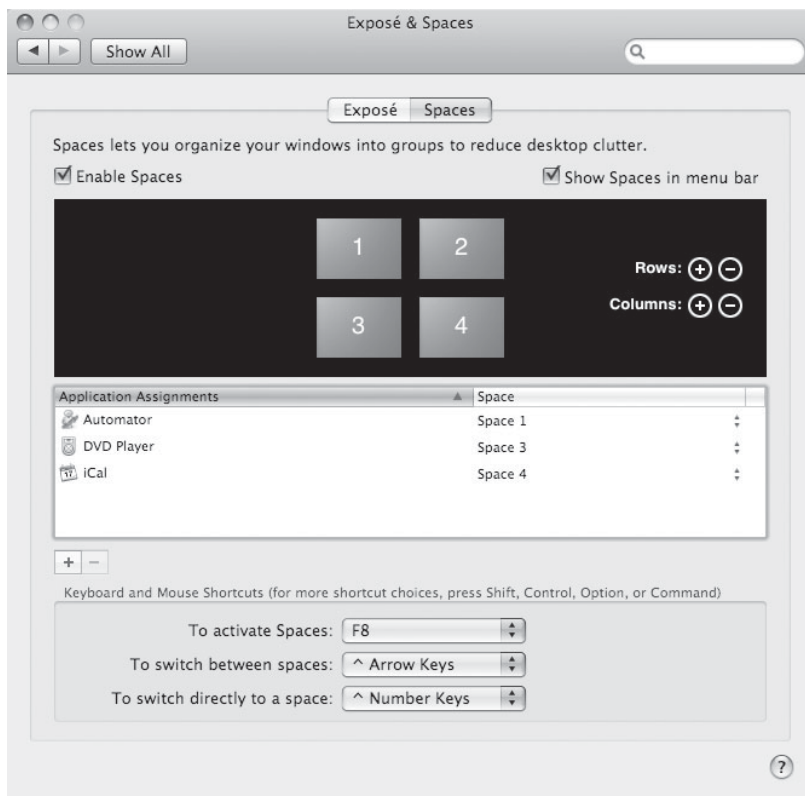 Exposé & Spaces
Show All
Exposé Spaces
Spaces lets you organize your windows into groups to reduce desktop clutter.
Enable Spaces Show Spaces in menu bar
1 2
Rows: + −
Columns: + −
3 4
Application Assignments Space
Automator Space 1
DVD Player Space 3
17 iCal Space 4
+ −
Keyboard and Mouse Shortcuts (for more shortcut choices, press Shift, Control, Option, or Command)
To activate Spaces: F8
To switch between spaces: ^ Arrow Keys
To switch directly to a space: ^ Number Keys
?